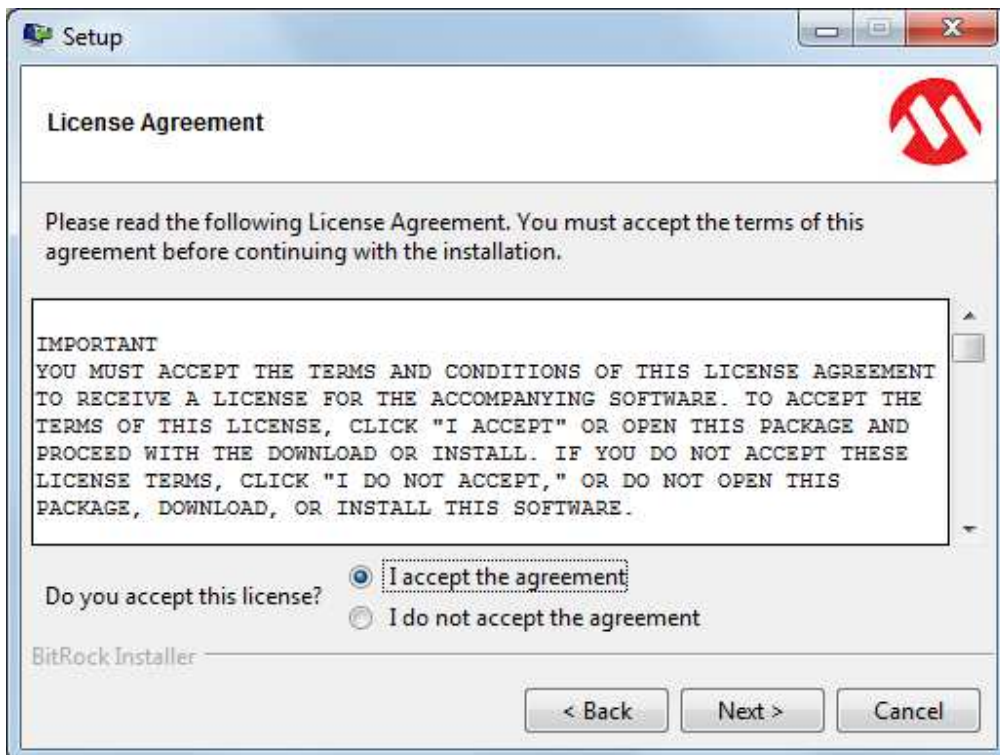 Setup
License Agreement
Please read the following License Agreement. You must accept the terms of this
agreement before continuing with the installation.
IMPORTANT
YOU MUST ACCEPT THE TERMS AND CONDITIONS OF THIS LICENSE AGREEMENT
TO RECEIVE A LICENSE FOR THE ACCOMPANYING SOFTWARE. TO ACCEPT THE
TERMS OF THIS LICENSE, CLICK "I ACCEPT" OR OPEN THIS PACKAGE AND
PROCEED WITH THE DOWNLOAD OR INSTALL. IF YOU DO NOT ACCEPT THESE
LICENSE TERMS, CLICK "I DO NOT ACCEPT," OR DO NOT OPEN THIS
PACKAGE, DOWNLOAD, OR INSTALL THIS SOFTWARE.
Do you accept this license?
I accept the agreement
I do not accept the agreement
BitRock Installer
< Back Next > Cancel